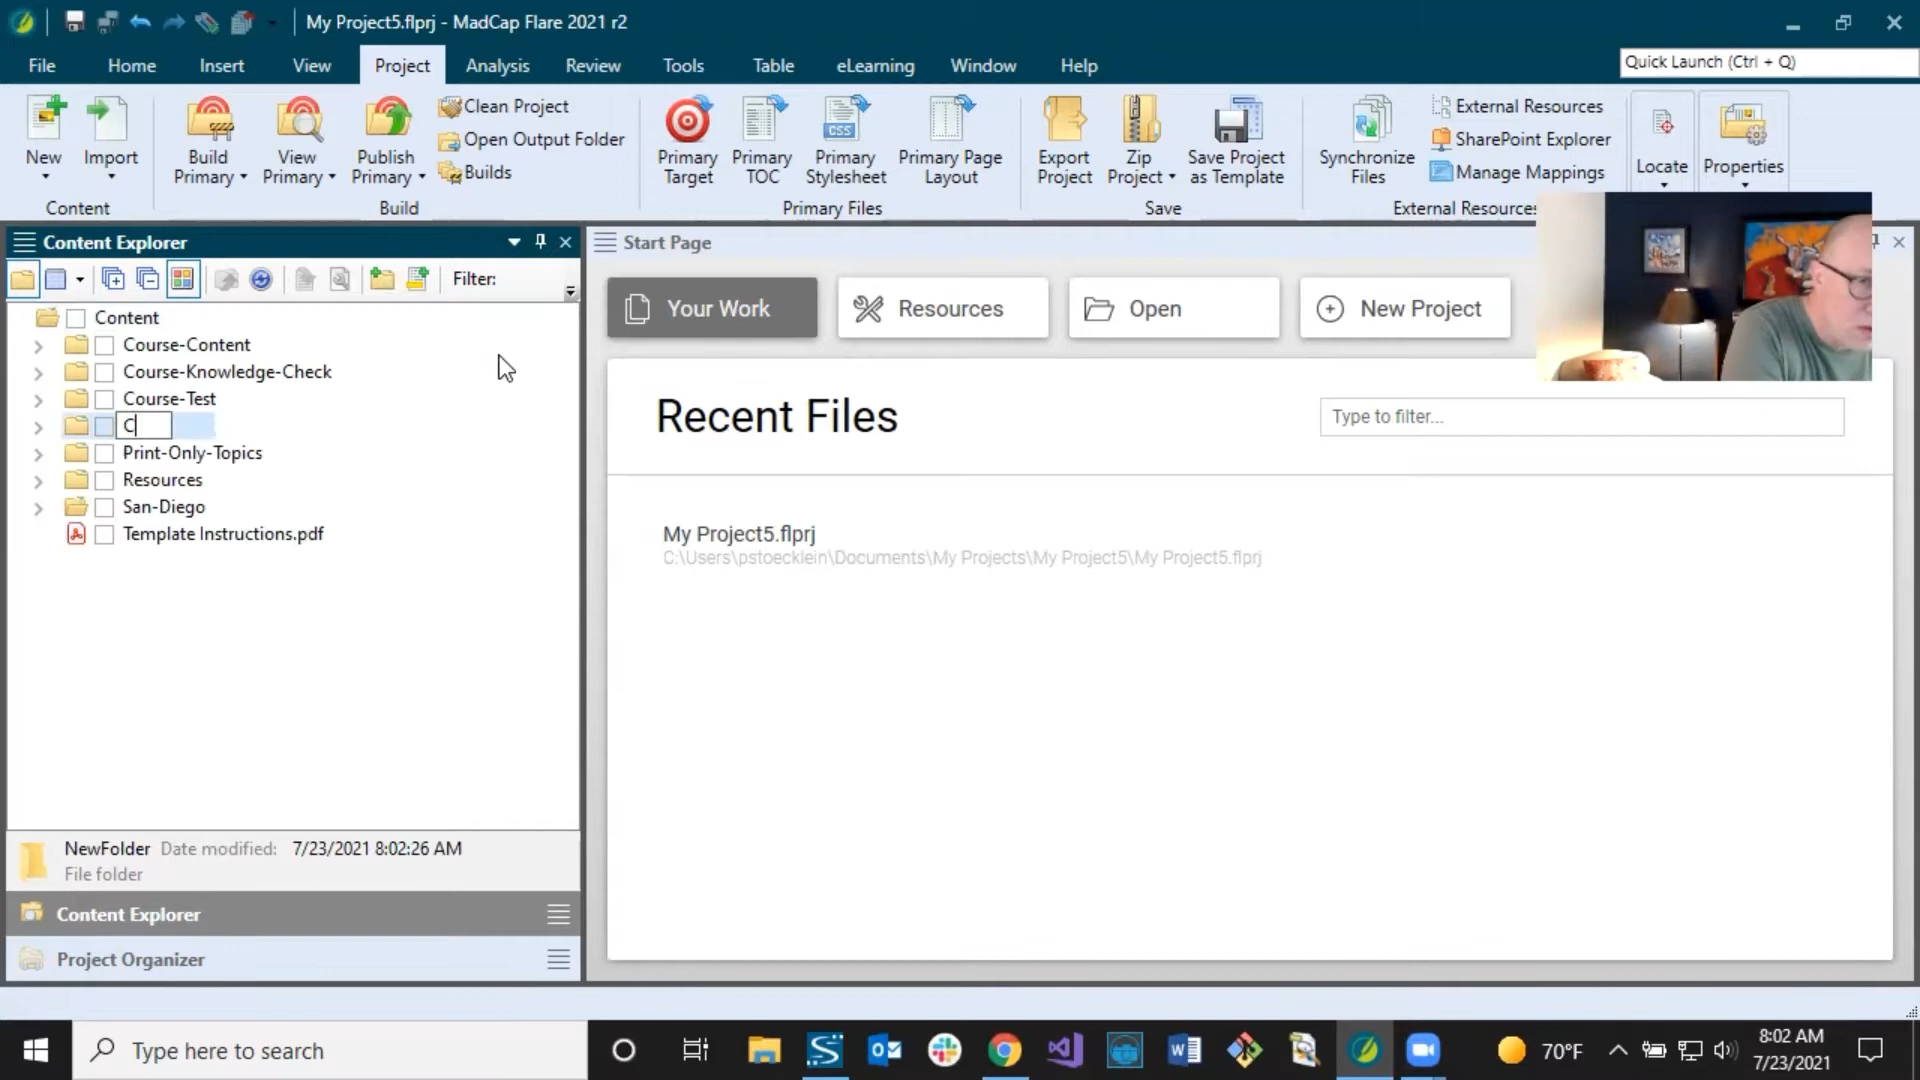 My Project5.flprj - MadCap Flare 2021 r2
File Home Insert View Project Analysis Review Tools Table eLearning Window Help
Quick Launch (Ctrl + Q)
New
Import
Content
Build Primary
View Primary
Publish Primary
Clean Project
Open Output Folder
Builds
Build
Primary Target
Primary TOC
Primary Stylesheet
Primary Page Layout
Primary Files
Export Project
Zip Project
Save Project as Template
Save
Synchronize Files
External Resources
SharePoint Explorer
Manage Mappings
External Resources
Locate
Properties
Content Explorer
Filter:
Content
Course-Content
Course-Knowledge-Check
Course-Test
C
Print-Only-Topics
Resources
San-Diego
Template Instructions.pdf
NewFolder Date modified: 7/23/2021 8:02:26 AM
File folder
Content Explorer
Project Organizer
Start Page
Your Work
Resources
Open
New Project
Recent Files
Type to filter...
My Project5.flprj
C:\Users\pstoecklein\Documents\My Projects\My Project5\My Project5.flprj
Type here to search
70°F
8:02 AM
7/23/2021